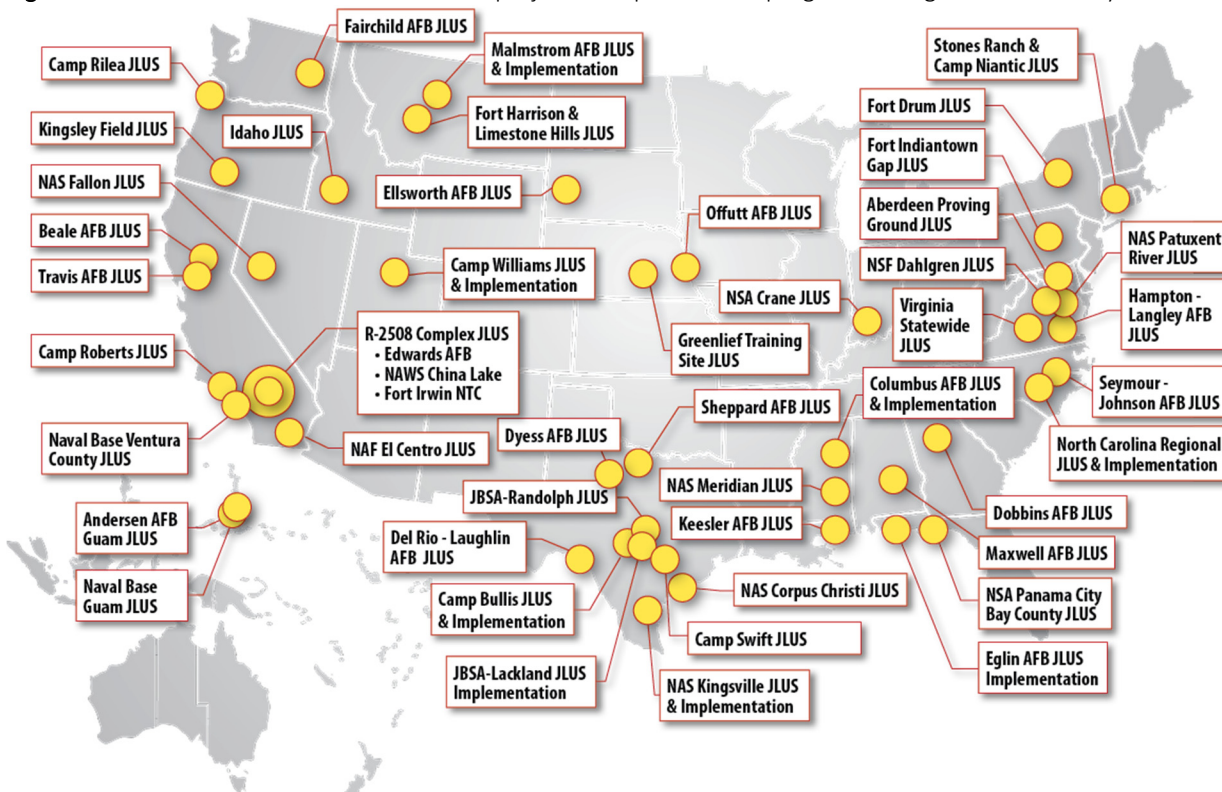 Fairchild AFB JLUS
Malmstrom AFB JLUS
& Implementation
Stones Ranch &
Camp Niantic JLUS
Camp Rilea JLUS
Fort Harrison &
Limestone Hills JLUS
Fort Drum JLUS
Kingsley Field JLUS
Idaho JLUS
Fort Indiantown
Gap JLUS
NAS Fallon JLUS
Ellsworth AFB JLUS
Offutt AFB JLUS
Aberdeen Proving
Ground JLUS
Beale AFB JLUS
NAS Patuxent
River JLUS
Travis AFB JLUS
Camp Williams JLUS
& Implementation
NSF Dahlgren JLUS
NSA Crane JLUS
Virginia
Statewide
JLUS
Hampton -
Langley AFB
JLUS
R-2508 Complex JLUS
• Edwards AFB
• NAWS China Lake
• Fort Irwin NTC
Greenlief Training
Site JLUS
Camp Roberts JLUS
Columbus AFB JLUS
& Implementation
Seymour -
Johnson AFB JLUS
Sheppard AFB JLUS
Naval Base Ventura
County JLUS
NAF El Centro JLUS
Dyess AFB JLUS
North Carolina Regional
JLUS & Implementation
NAS Meridian JLUS
JBSA-Randolph JLUS
Andersen AFB
Guam JLUS
Del Rio - Laughlin
AFB JLUS
Keesler AFB JLUS
Dobbins AFB JLUS
Maxwell AFB JLUS
Naval Base
Guam JLUS
Camp Bullis JLUS
& Implementation
NAS Corpus Christi JLUS
NSA Panama City
Bay County JLUS
Camp Swift JLUS
JBSA-Lackland JLUS
Implementation
NAS Kingsville JLUS
& Implementation
Eglin AFB JLUS
Implementation